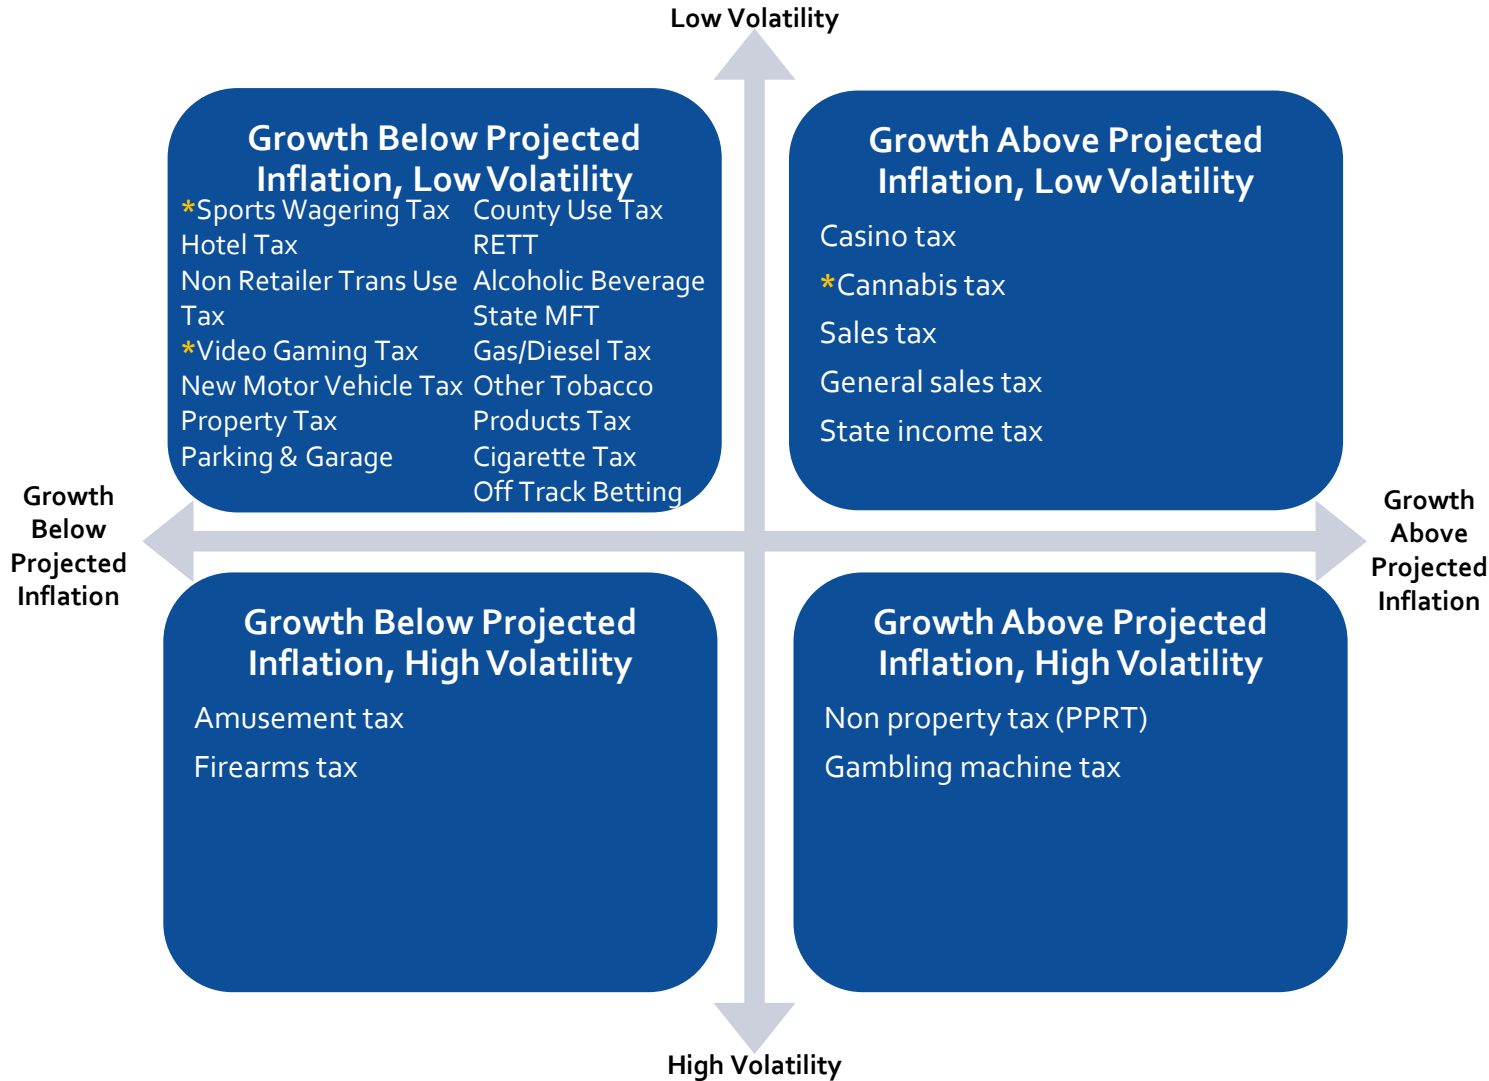 Low Volatility
Growth Below Projected
Inflation, Low Volatility
*Sports Wagering Tax
Hotel Tax
Non Retailer Trans Use
Tax
*Video Gaming Tax
New Motor Vehicle Tax
Property Tax
Parking & Garage
County Use Tax
RETT
Alcoholic Beverage
State MFT
Gas/Diesel Tax
Other Tobacco
Products Tax
Cigarette Tax
Off Track Betting
Growth Above Projected
Inflation, Low Volatility
Casino tax
*Cannabis tax
Sales tax
General sales tax
State income tax
Growth
Below
Projected
Inflation
Growth
Above
Projected
Inflation
Growth Below Projected
Inflation, High Volatility
Amusement tax
Firearms tax
Growth Above Projected
Inflation, High Volatility
Non property tax (PPRT)
Gambling machine tax
High Volatility